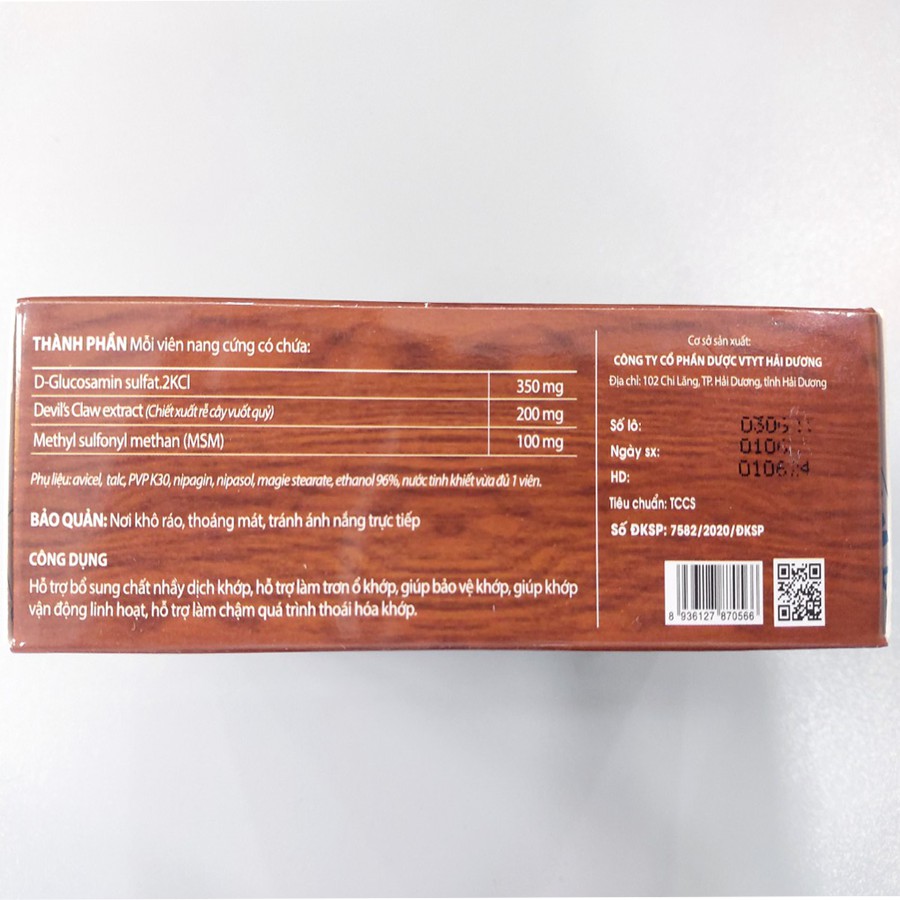 THÀNH PHẦN Mỗi viên nang cứng có chứa:
D-Glucosamin sulfat.2KCl 350 mg
Devil's Claw extract (Chiết xuất rễ cây vuốt quỷ) 200 mg
Methyl sulfonyl methan (MSM) 100 mg
Phụ liệu: avicel, talc, PVP K30, nipagin, nipasol, magie stearate, ethanol 96%, nước tinh khiết vừa đủ 1 viên.
BẢO QUẢN: Nơi khô ráo, thoáng mát, tránh ánh nắng trực tiếp
CÔNG DỤNG
Hỗ trợ bổ sung chất nhầy dịch khớp, hỗ trợ làm trơn ổ khớp, giúp bảo vệ khớp, giúp khớp
vận động linh hoạt, hỗ trợ làm chậm quá trình thoái hóa khớp.
Cơ sở sản xuất:
CÔNG TY CỔ PHẦN DƯỢC VTYT HẢI DƯƠNG
Địa chỉ: 102 Chi Lăng, TP. Hải Dương, tỉnh Hải Dương
Số lô:
Ngày sx:
HD:
Tiêu chuẩn: TCCS
Số ĐKSP: 7582/2020/ĐKSP
8 936127 870566